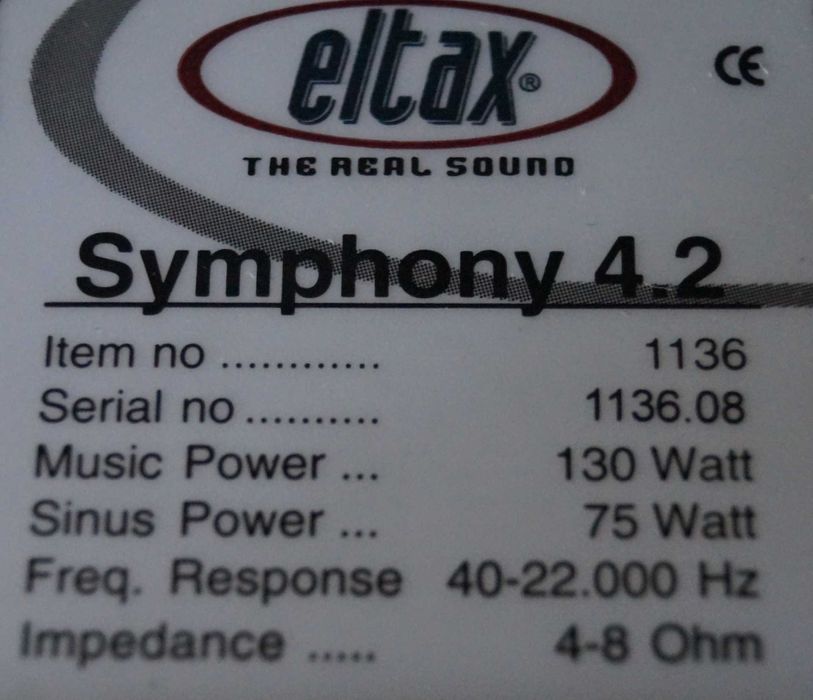 eltax®
CE
THE REAL SOUND
Symphony 4.2
Item no ............ 1136
Serial no .......... 1136.08
Music Power ... 130 Watt
Sinus Power ... 75 Watt
Freq. Response 40-22.000 Hz
Impedance ..... 4-8 Ohm